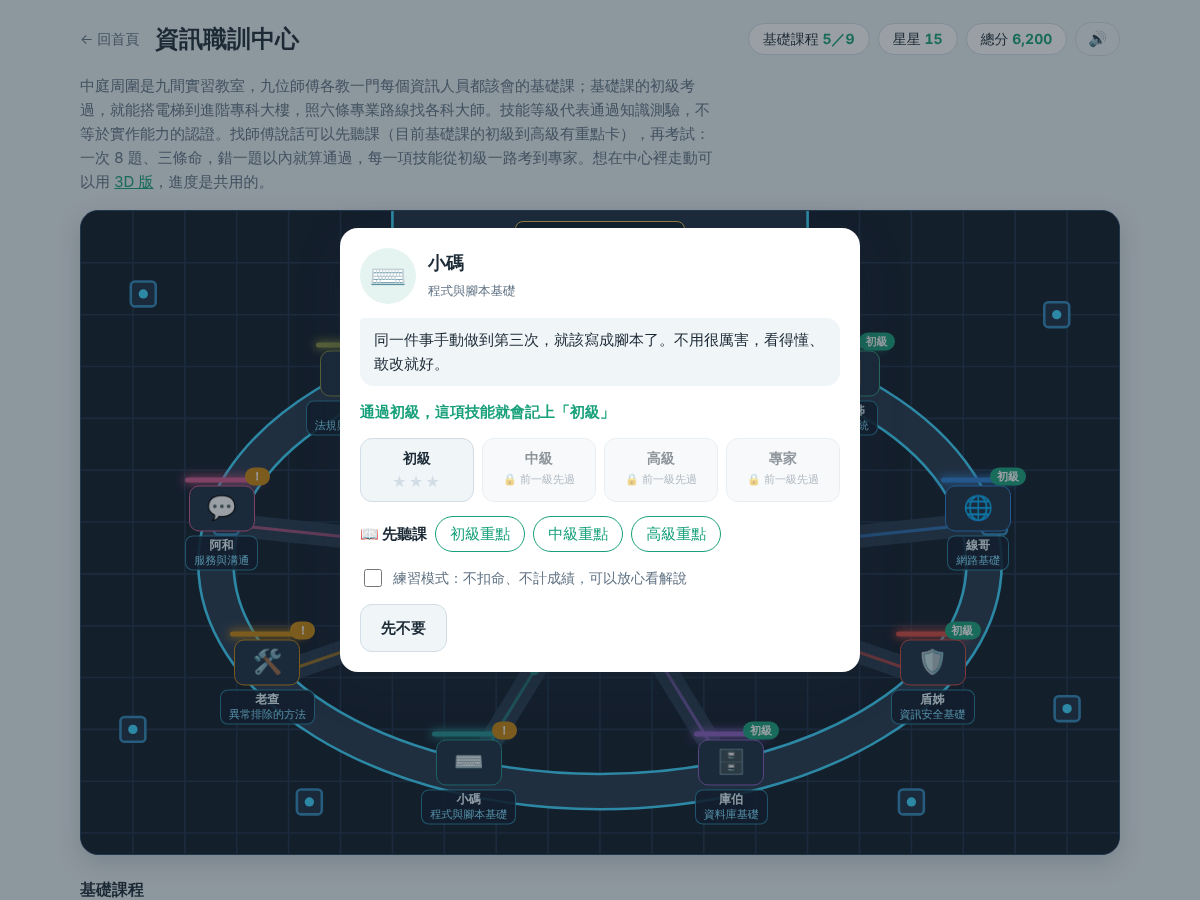 ← 回首頁
資訊職訓中心
基礎課程 5／9
星星 15
總分 6,200
中庭周圍是九間實習教室，九位師傅各教一門每個資訊人員都該會的基礎課；基礎課的初級考
過，就能搭電梯到進階專科大樓，照六條專業路線找各科大師。技能等級代表通過知識測驗，不
等於實作能力的認證。找師傅說話可以先聽課（目前基礎課的初級到高級有重點卡），再考試：
一次 8 題、三條命，錯一題以內就算通過，每一項技能從初級一路考到專家。想在中心裡走動可
以用 3D 版，進度是共用的。
小碼
程式與腳本基礎
同一件事手動做到第三次，就該寫成腳本了。不用很厲害，看得懂、
敢改就好。
通過初級，這項技能就會記上「初級」
初級
★★★
中級
🔒 前一級先過
高級
🔒 前一級先過
專家
🔒 前一級先過
📖 先聽課
初級重點
中級重點
高級重點
練習模式：不扣命、不計成績，可以放心看解說
先不要
初級
法規
統
!
阿和
服務與溝通
初級
線哥
網路基礎
!
老查
異常排除的方法
初級
盾姊
資訊安全基礎
!
小碼
程式與腳本基礎
初級
庫伯
資料庫基礎
基礎課程